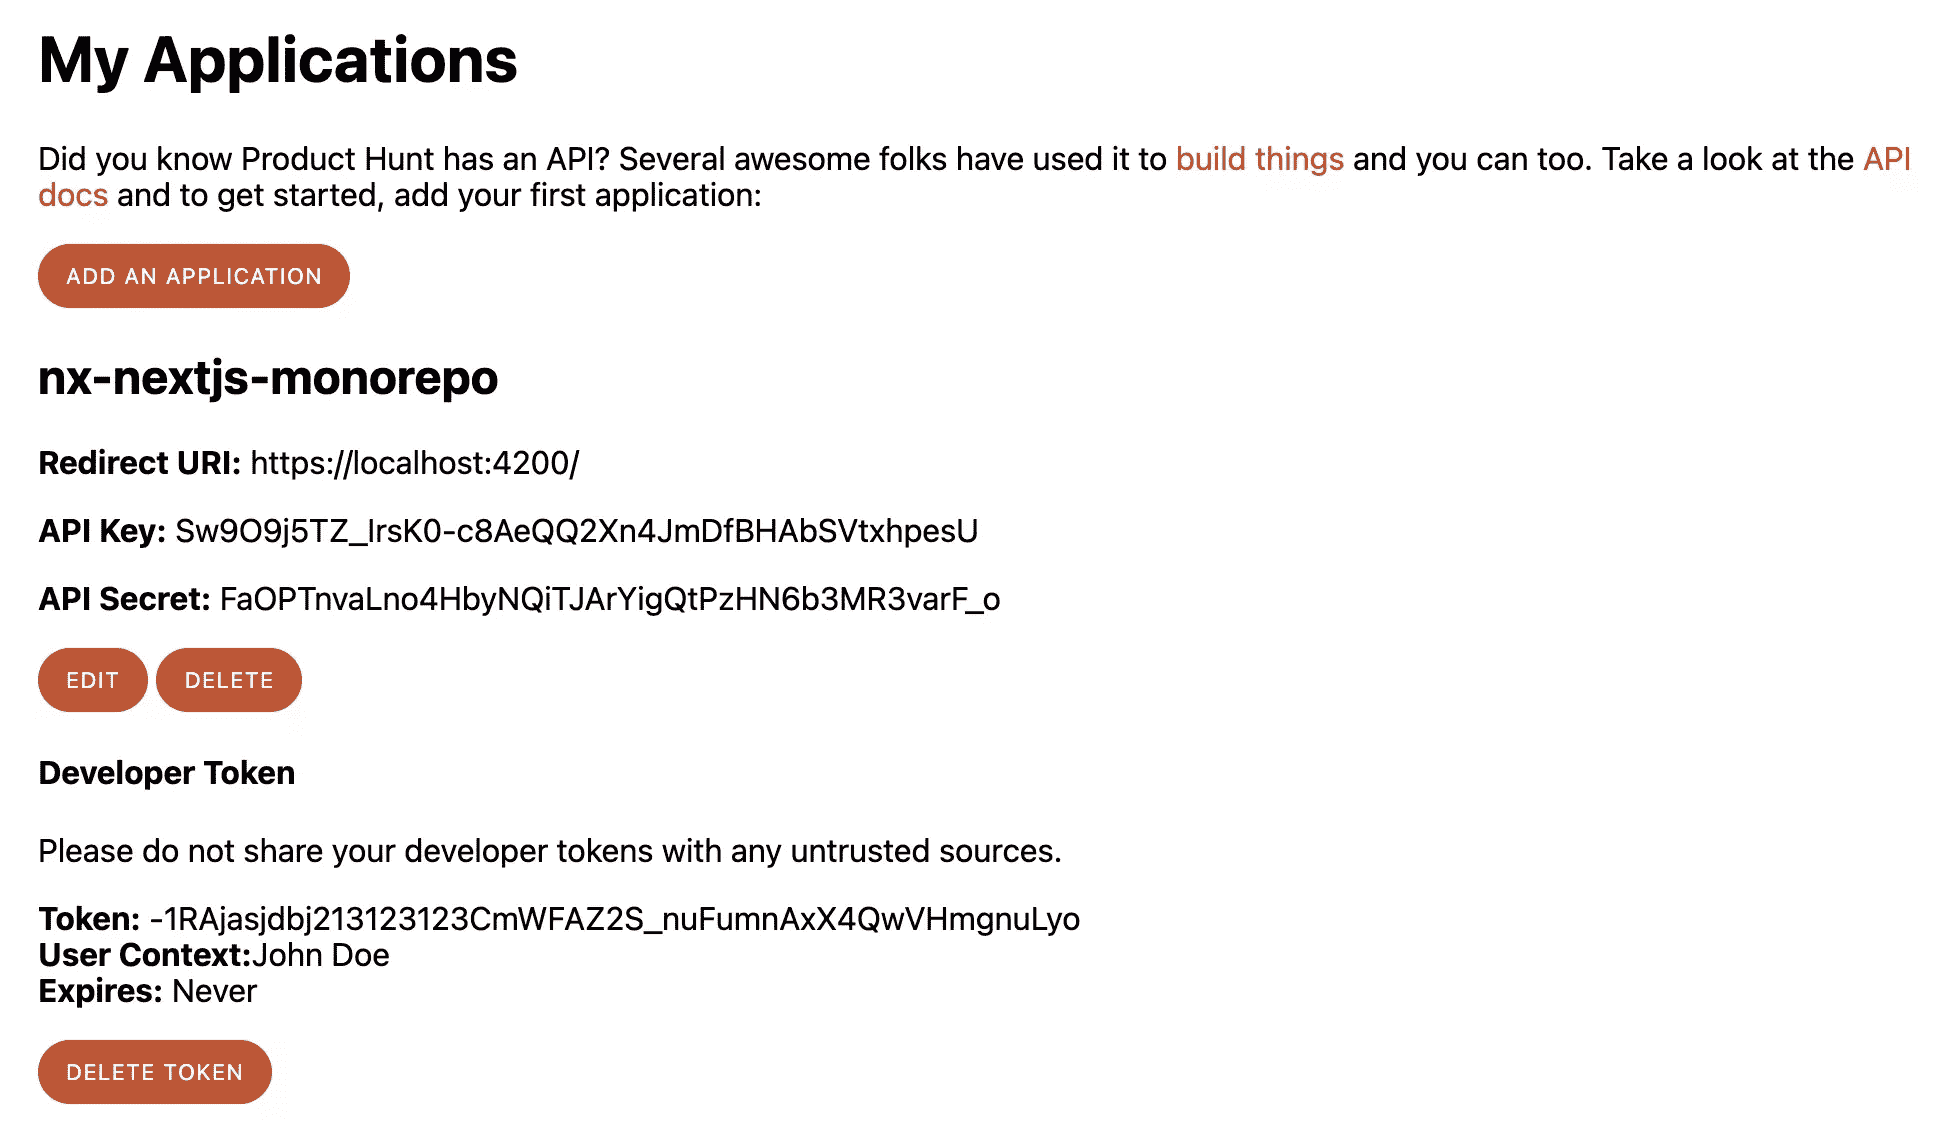 My Applications
Did you know Product Hunt has an API? Several awesome folks have used it to build things and you can too. Take a look at the API
docs and to get started, add your first application:
ADD AN APPLICATION
nx-nextjs-monorepo
Redirect URI: https://localhost:4200/
API Key: Sw9O9j5TZ_IrsK0-c8AeQQ2Xn4JmDfBHAbSVtxhpesU
API Secret: FaOPTnvaLno4HbyNQiTJArYigQtPzHN6b3MR3varF_o
EDIT DELETE
Developer Token
Please do not share your developer tokens with any untrusted sources.
Token: -1RAjasjdbj213123123CmWFAZ2S_nuFumnAxX4QwVHmgnuLyo
User Context:John Doe
Expires: Never
DELETE TOKEN